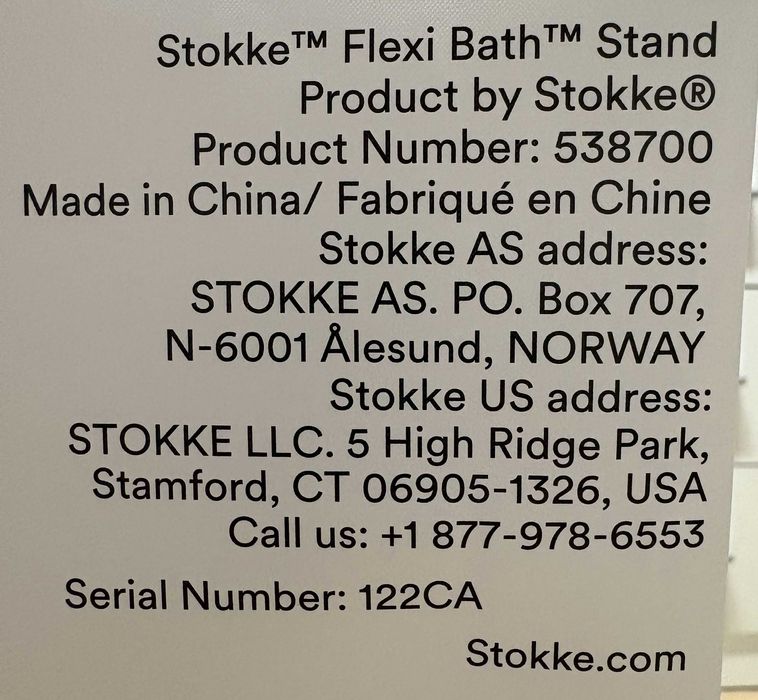 Stokke™ Flexi Bath™ Stand
Product by Stokke®
Product Number: 538700
Made in China/ Fabriqué en Chine
Stokke AS address:
STOKKE AS. PO. Box 707,
N-6001 Ålesund, NORWAY
Stokke US address:
STOKKE LLC. 5 High Ridge Park,
Stamford, CT 06905-1326, USA
Call us: +1 877-978-6553
Serial Number: 122CA
Stokke.com